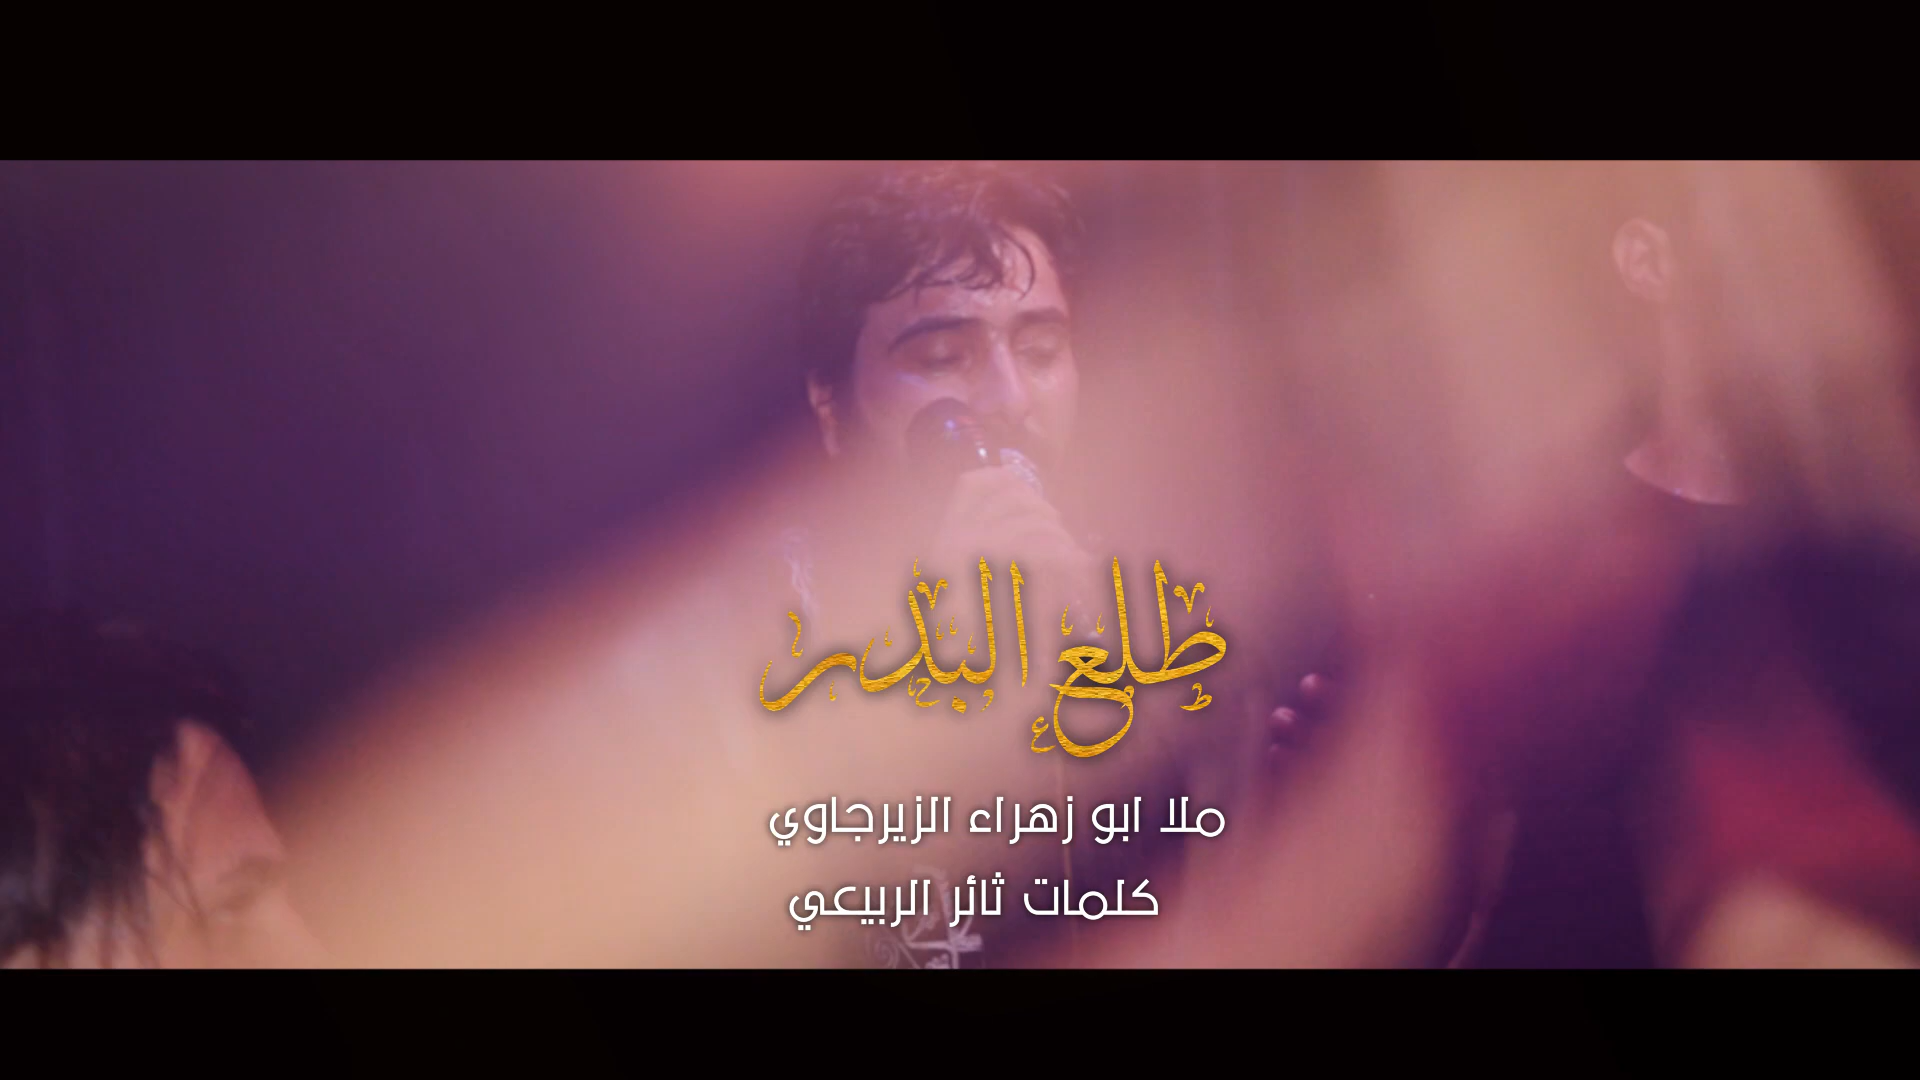 طلع البدر
ملا ابو زهراء الزيرجاوي
كلمات ثائر الربيعي